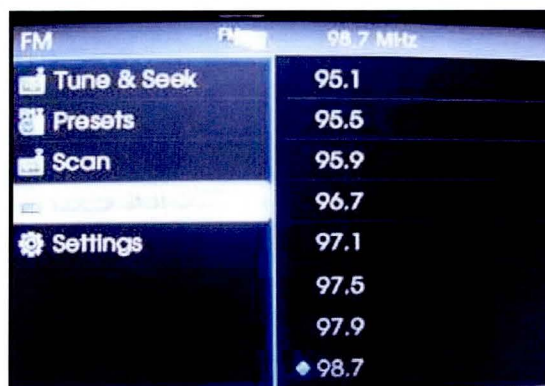 FM
98.7 MHz
Tune & Seek
Presets
Scan
Settings
95.1
95.5
95.9
96.7
97.1
97.5
97.9
98.7